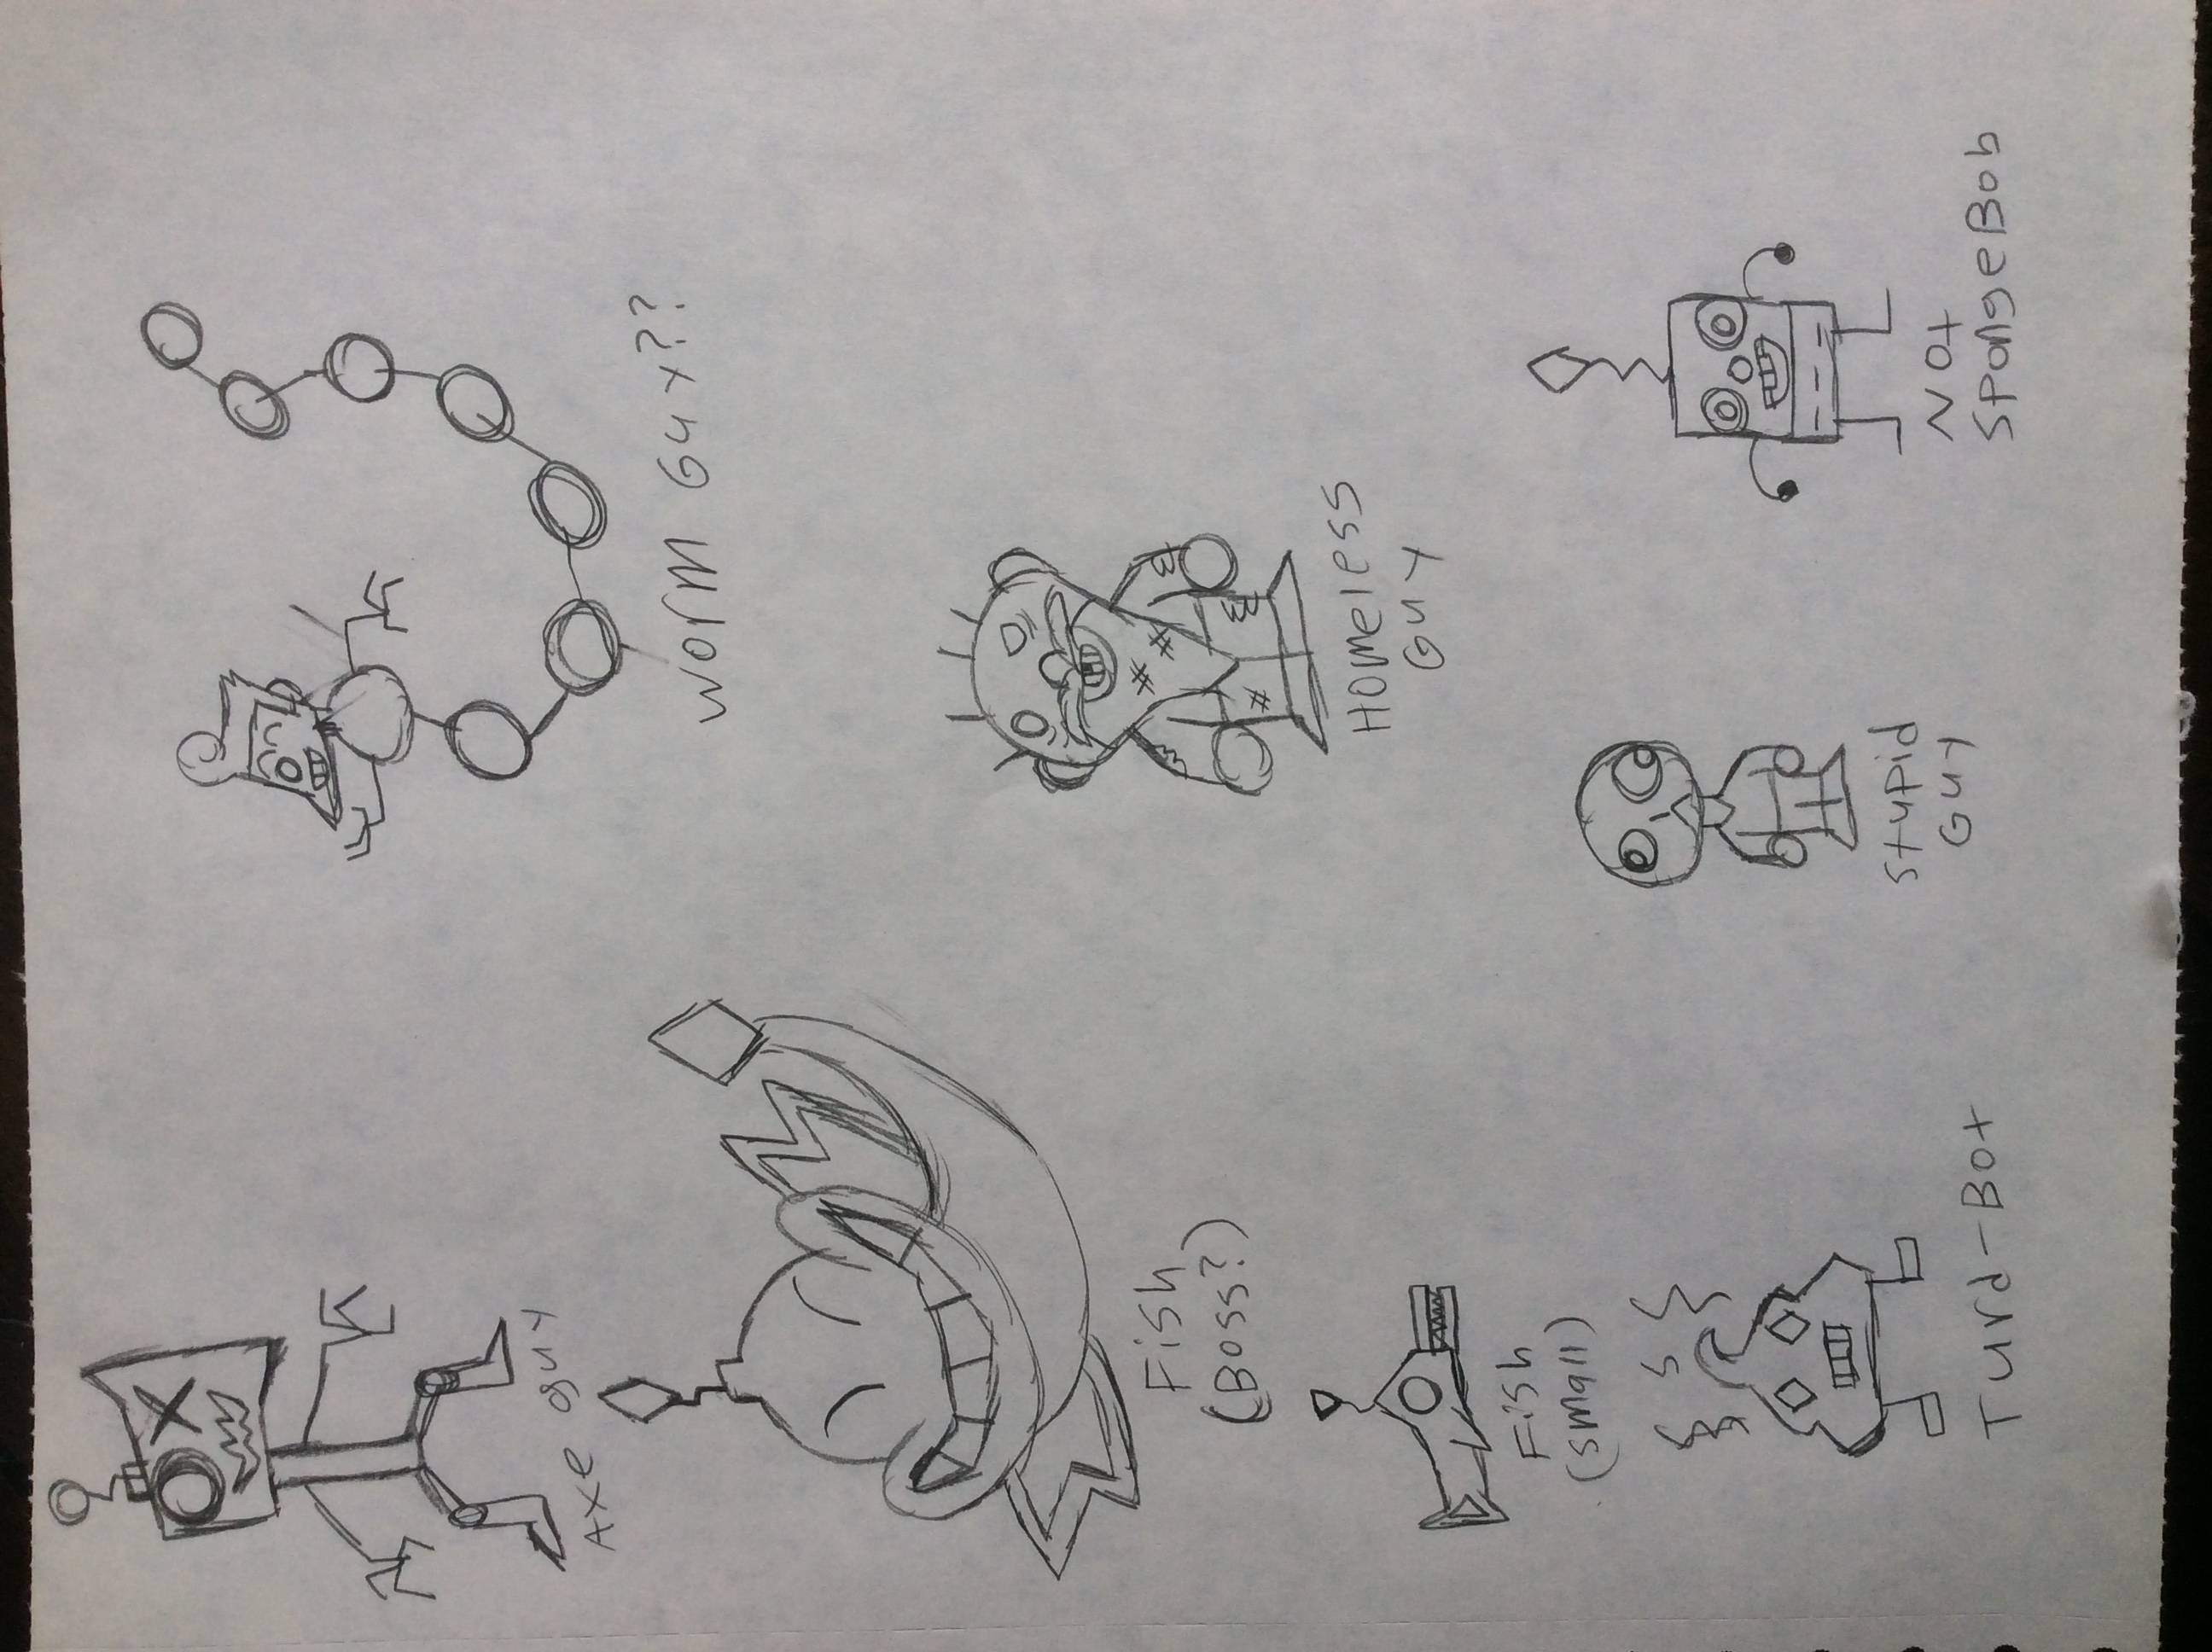 Axe guy
worm Guy??
Fish
(Boss?)
Homeless
Guy
Fish
(small)
Turd-Bot
Stupid
Guy
Not
SpongeBob